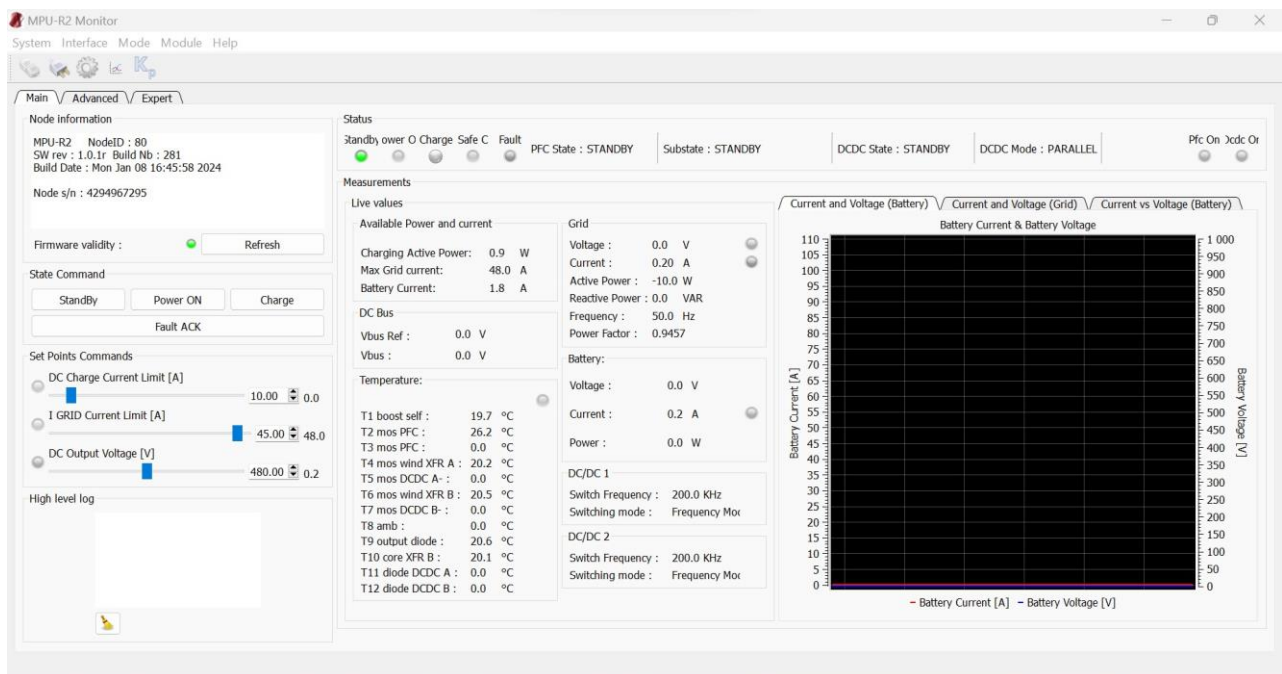 MPU-R2 Monitor
System Interface Mode Module Help
Kp
Main Advanced Expert
Node information
MPU-R2 NodeID : 80
SW rev : 1.0.1r Build Nb : 281
Build Date : Mon Jan 08 16:45:58 2024
Node s/n : 4294967295
Firmware validity : Refresh
State Command
StandBy Power ON Charge
Fault ACK
Set Points Commands
DC Charge Current Limit [A]
10.00 0.0
I GRID Current Limit [A]
45.00 48.0
DC Output Voltage [V]
480.00 0.2
High level log
Status
Standby ower O Charge Safe C Fault
PFC State : STANDBY Substate : STANDBY DCDC State : STANDBY DCDC Mode : PARALLEL
Pfc On Dcdc Or
Measurements
Live values
Available Power and current
Charging Active Power: 0.9 W
Max Grid current: 48.0 A
Battery Current: 1.8 A
DC Bus
Vbus Ref : 0.0 V
Vbus : 0.0 V
Temperature:
T1 boost self : 19.7 °C
T2 mos PFC : 26.2 °C
T3 mos PFC : 0.0 °C
T4 mos wind XFR A : 20.2 °C
T5 mos DCDC A- : 0.0 °C
T6 mos wind XFR B : 20.5 °C
T7 mos DCDC B- : 0.0 °C
T8 amb : 0.0 °C
T9 output diode : 20.6 °C
T10 core XFR B : 20.1 °C
T11 diode DCDC A : 0.0 °C
T12 diode DCDC B : 0.0 °C
Grid
Voltage : 0.0 V
Current : 0.20 A
Active Power : -10.0 W
Reactive Power : 0.0 VAR
Frequency : 50.0 Hz
Power Factor : 0.9457
Battery:
Voltage : 0.0 V
Current : 0.2 A
Power : 0.0 W
DC/DC 1
Switch Frequency : 200.0 KHz
Switching mode : Frequency Moc
DC/DC 2
Switch Frequency : 200.0 KHz
Switching mode : Frequency Moc
Current and Voltage (Battery) Current and Voltage (Grid) Current vs Voltage (Battery)
Battery Current & Battery Voltage
Battery Current [A]
110
105
100
95
90
85
80
75
70
65
60
55
50
45
40
35
30
25
20
15
10
5
0
1 000
950
900
850
800
750
700
650
600
550
500
450
400
350
300
250
200
150
100
50
0
Battery Voltage [V]
Battery Current [A] Battery Voltage [V]